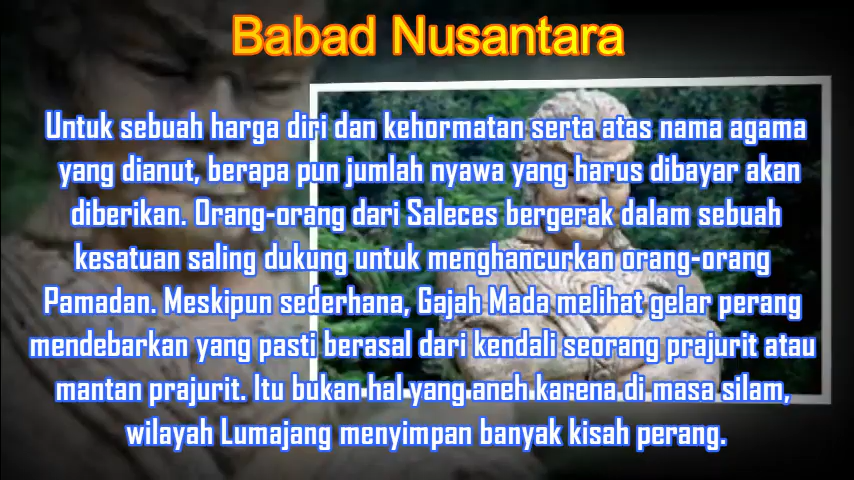 Babad Nusantara
Untuk sebuah harga diri dan kehormatan serta atas nama agama
yang dianut, berapa pun jumlah nyawa yang harus dibayar akan
diberikan. Orang-orang dari Saleces bergerak dalam sebuah
kesatuan saling dukung untuk menghancurkan orang-orang
Pamadan. Meskipun sederhana, Gajah Mada melihat gelar perang
mendebarkan yang pasti berasal dari kendali seorang prajurit atau
mantan prajurit. Itu bukan hal yang aneh karena di masa silam,
wilayah Lumajang menyimpan banyak kisah perang.